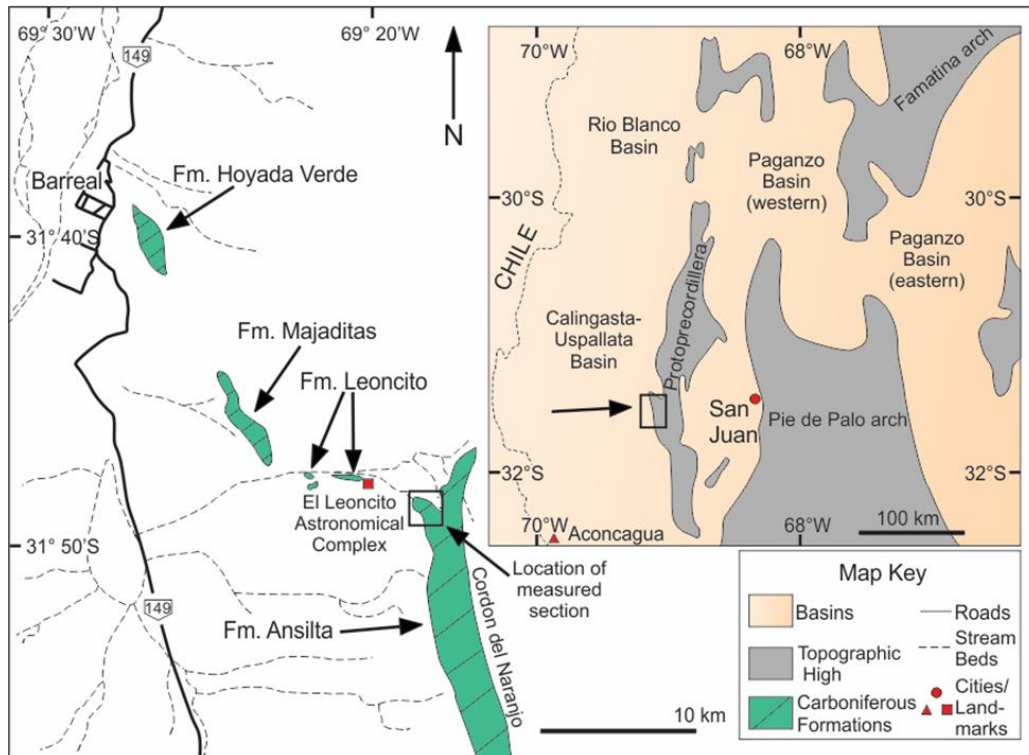 69° 30'W
69° 20'W
149
N
Barreal
Fm. Hoyada Verde
31° 40'S
Fm. Majaditas
Fm. Leoncito
El Leoncito
Astronomical
Complex
31° 50'S
Location of
measured
section
149
Fm. Ansilta
Cordon del Naranjo
10 km
70°W
68°W
Famatina arch
Rio Blanco
Basin
Paganzo
Basin
(western)
30°S
30°S
CHILE
Paganzo
Basin
(eastern)
Calingasta-
Uspallata
Basin
Protoprecordillera
San
Juan
Pie de Palo arch
32°S
32°S
70°W
68°W
100 km
Aconcagua
Map Key
Basins
Roads
Topographic
High
Stream
Beds
Carboniferous
Formations
Cities/
Land-
marks